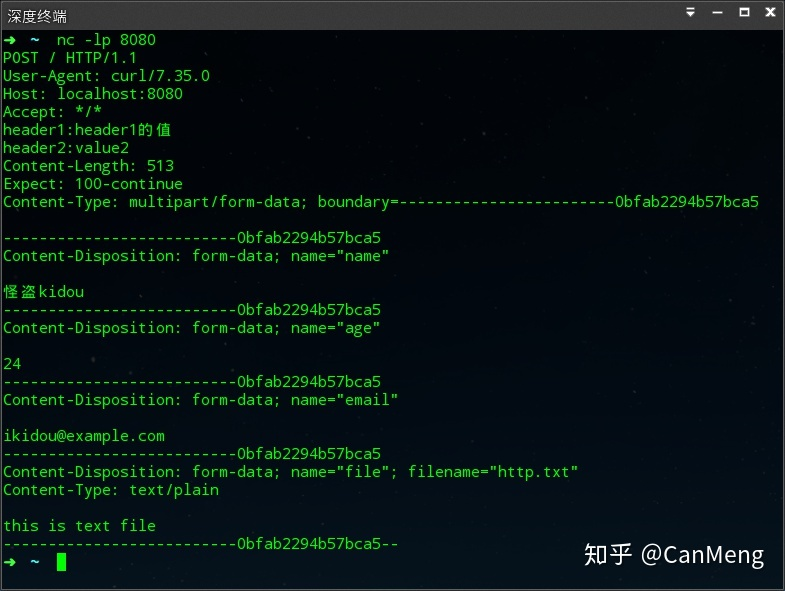 深度终端
➜ ~ nc -lp 8080
POST / HTTP/1.1
User-Agent: curl/7.35.0
Host: localhost:8080
Accept: */*
header1:header1的值
header2:value2
Content-Length: 513
Expect: 100-continue
Content-Type: multipart/form-data; boundary=------------------------0bfab2294b57bca5

--------------------------0bfab2294b57bca5
Content-Disposition: form-data; name="name"

怪盗kidou
--------------------------0bfab2294b57bca5
Content-Disposition: form-data; name="age"

24
--------------------------0bfab2294b57bca5
Content-Disposition: form-data; name="email"

ikidou@example.com
--------------------------0bfab2294b57bca5
Content-Disposition: form-data; name="file"; filename="http.txt"
Content-Type: text/plain

this is text file
--------------------------0bfab2294b57bca5--
➜ ~
知乎 @CanMeng